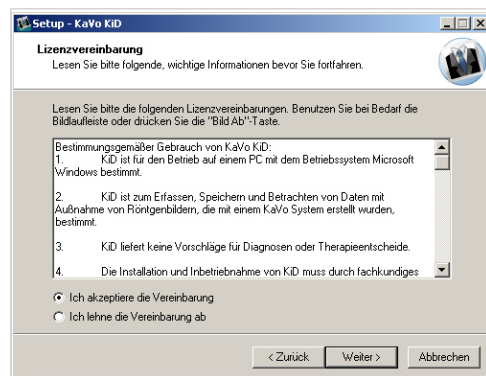 Setup - KaVo KiD
Lizenzvereinbarung
Lesen Sie bitte folgende, wichtige Informationen bevor Sie fortfahren.
Lesen Sie bitte die folgenden Lizenzvereinbarungen. Benutzen Sie bei Bedarf die
Bildlaufleiste oder drücken Sie die "Bild Ab"-Taste.
Bestimmungsgemäßer Gebrauch von KaVo KiD:
1. KiD ist für den Betrieb auf einem PC mit dem Betriebssystem Microsoft
Windows bestimmt.
2. KiD ist zum Erfassen, Speichern und Betrachten von Daten mit
Außnahme von Röntgenbildern, die mit einem KaVo System erstellt wurden,
bestimmt.
3. KiD liefert keine Vorschläge für Diagnosen oder Therapieentscheide.
4. Die Installation und Inbetriebnahme von KiD muss durch fachkundiges
Ich akzeptiere die Vereinbarung
Ich lehne die Vereinbarung ab
< Zurück Weiter > Abbrechen